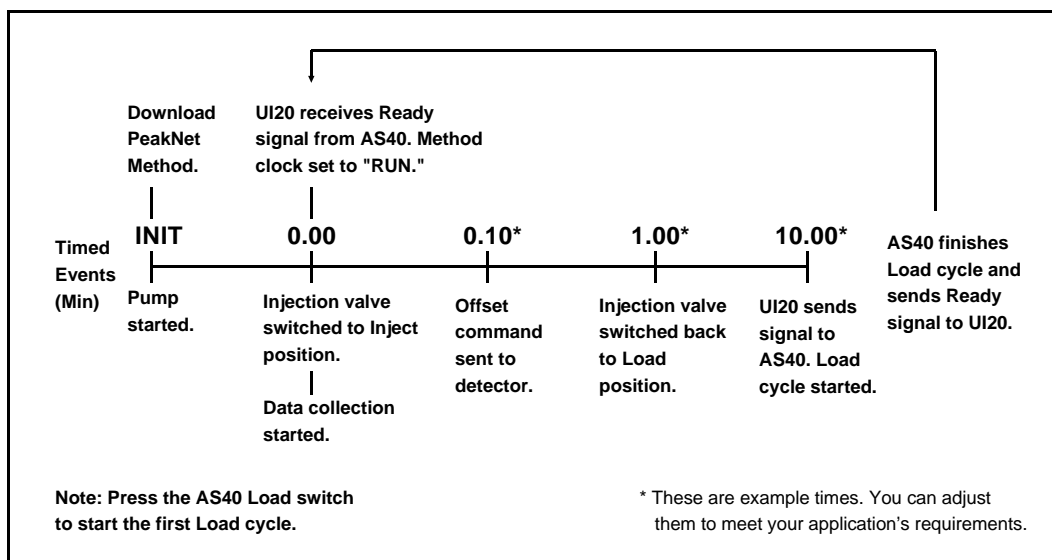 Download
PeakNet
Method.
UI20 receives Ready
signal from AS40. Method
clock set to "RUN."
Timed
Events
(Min)
INIT
0.00
0.10*
1.00*
10.00*
Pump
started.
Injection valve
switched to Inject
position.
Data collection
started.
Offset
command
sent to
detector.
Injection valve
switched back
to Load
position.
UI20 sends
signal to
AS40. Load
cycle started.
AS40 finishes
Load cycle and
sends Ready
signal to UI20.
Note: Press the AS40 Load switch
to start the first Load cycle.
* These are example times. You can adjust
them to meet your application's requirements.